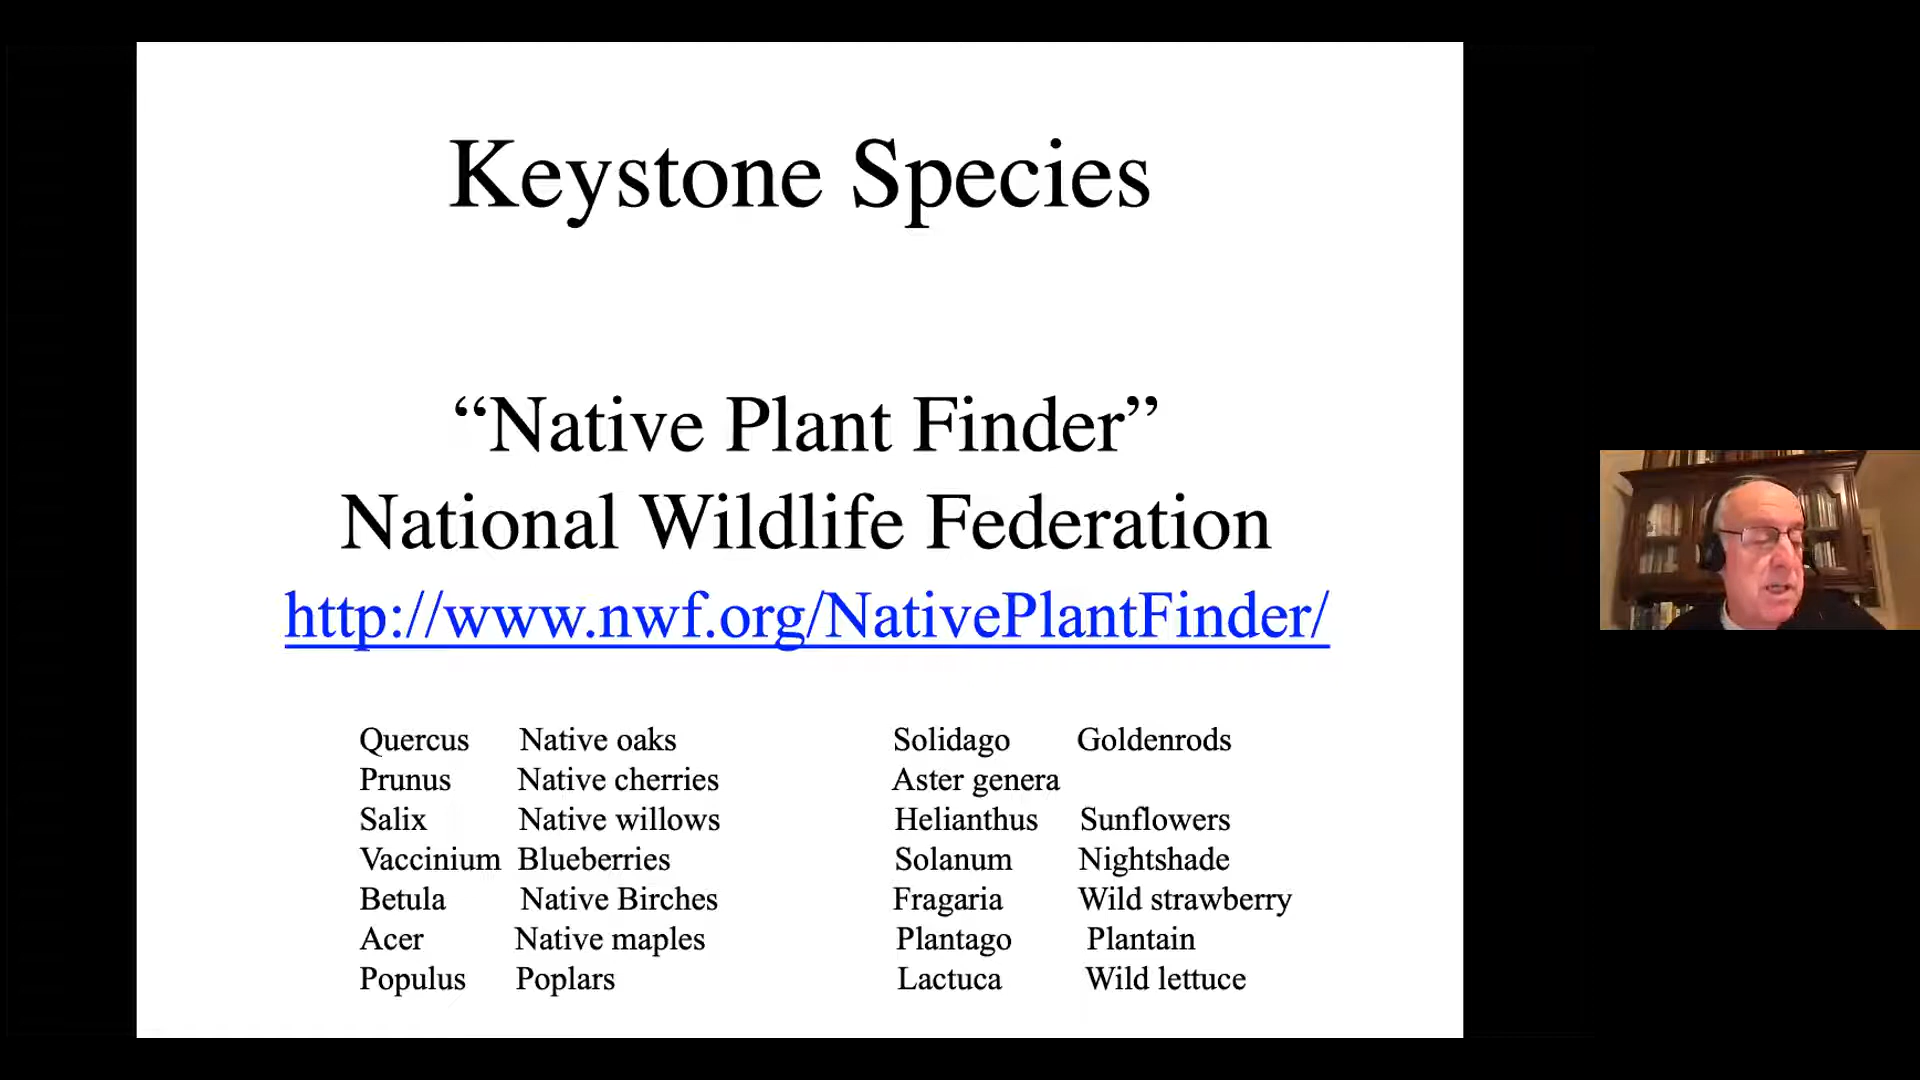 Keystone Species
“Native Plant Finder”
National Wildlife Federation
http://www.nwf.org/NativePlantFinder/
Quercus Native oaks
Prunus Native cherries
Salix Native willows
Vaccinium Blueberries
Betula Native Birches
Acer Native maples
Populus Poplars
Solidago Goldenrods
Aster genera
Helianthus Sunflowers
Solanum Nightshade
Fragaria Wild strawberry
Plantago Plantain
Lactuca Wild lettuce